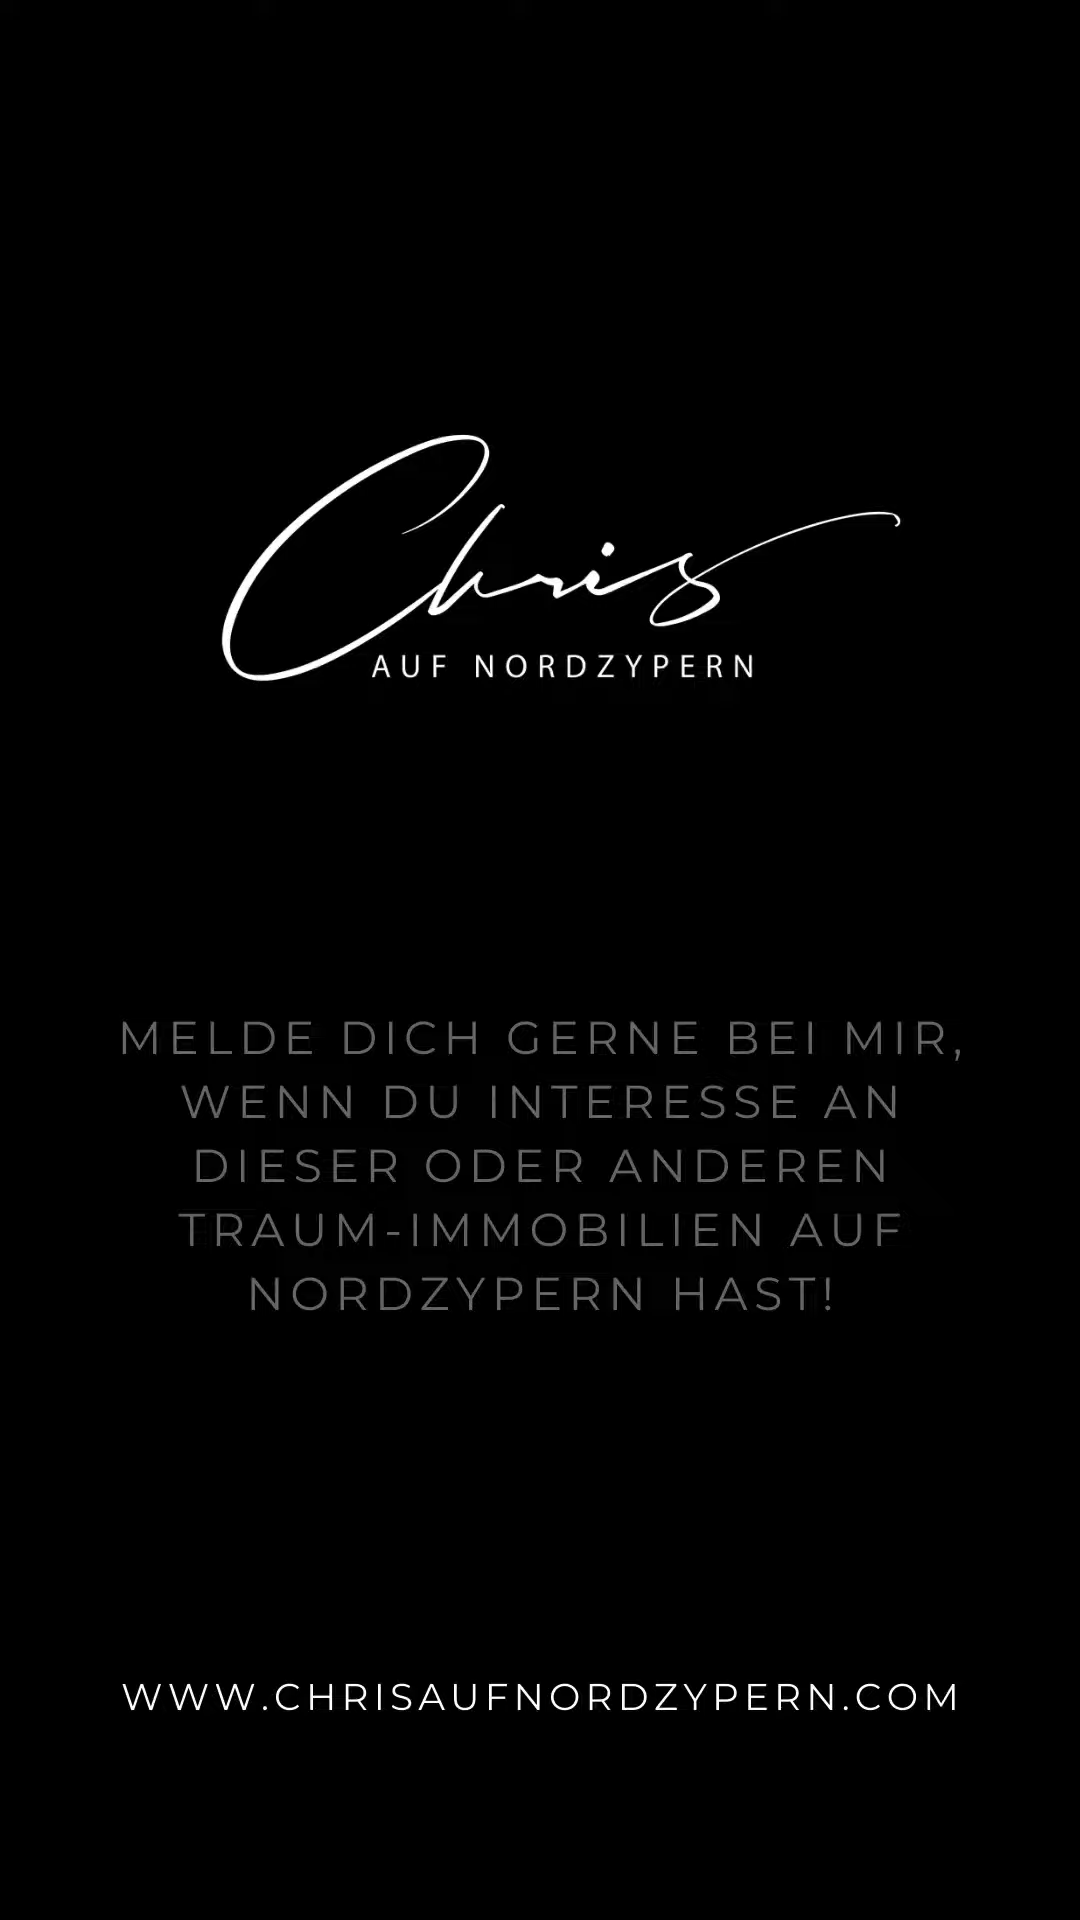 Chris
AUF NORDZYPERN
MELDE DICH GERNE BEI MIR,
WENN DU INTERESSE AN
DIESER ODER ANDEREN
TRAUM-IMMOBILIEN AUF
NORDZYPERN HAST!
WWW.CHRISAUFNORDZYPERN.COM